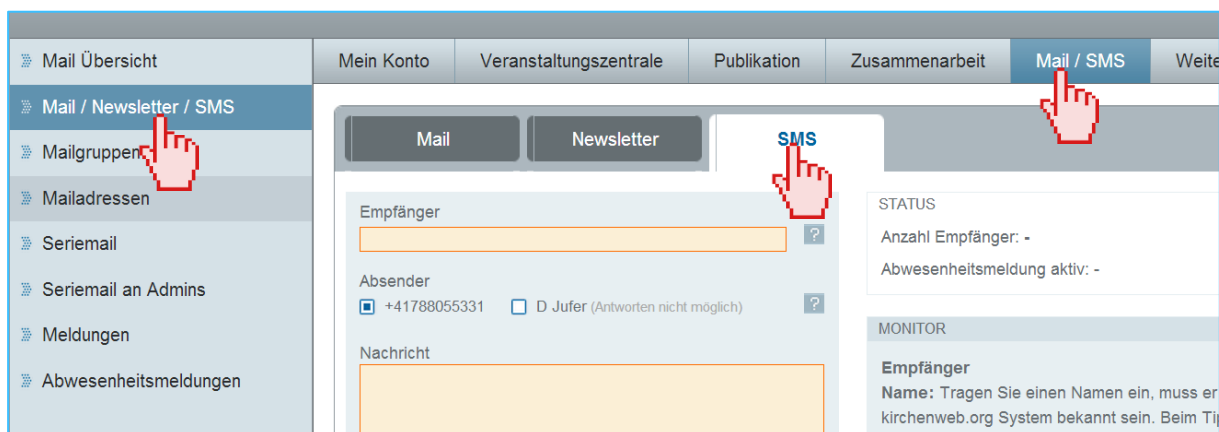 Mail Übersicht
Mail / Newsletter / SMS
Mailgruppen
Mailadressen
Seriemail
Seriemail an Admins
Meldungen
Abwesenheitsmeldungen
Mein Konto Veranstaltungszentrale Publikation Zusammenarbeit Mail / SMS Weite
Mail Newsletter SMS
Empfänger
?
Absender
+41788055331 D Jufer (Antworten nicht möglich) ?
Nachricht
STATUS
Anzahl Empfänger: -
Abwesenheitsmeldung aktiv: -
MONITOR
Empfänger
Name: Tragen Sie einen Namen ein, muss er
kirchenweb.org System bekannt sein. Beim Ti